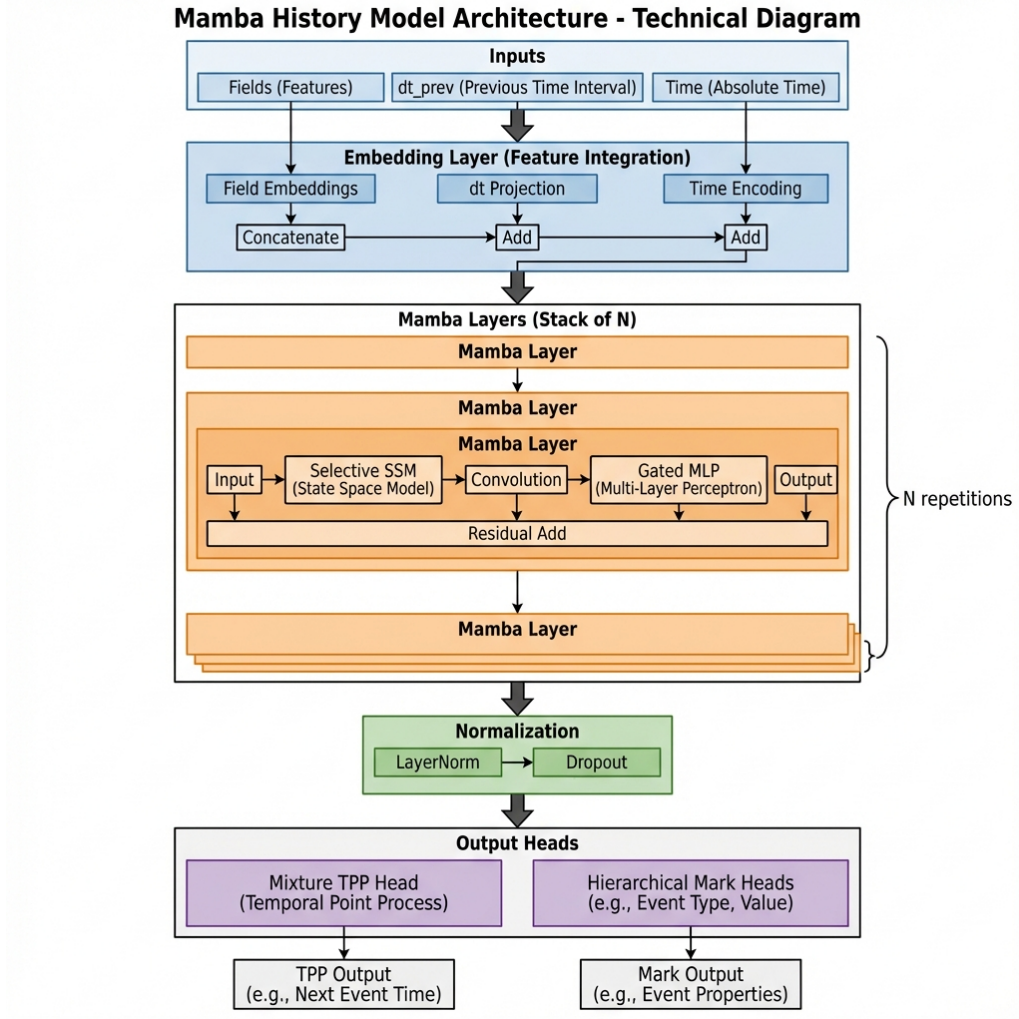 Mamba History Model Architecture - Technical Diagram
Inputs
Fields (Features)
dt_prev (Previous Time Interval)
Time (Absolute Time)
Embedding Layer (Feature Integration)
Field Embeddings
dt Projection
Time Encoding
Concatenate
Add
Add
Mamba Layers (Stack of N)
Mamba Layer
Mamba Layer
Mamba Layer
Input
Selective SSM
(State Space Model)
Convolution
Gated MLP
(Multi-Layer Perceptron)
Output
Residual Add
N repetitions
Mamba Layer
Normalization
LayerNorm
Dropout
Output Heads
Mixture TPP Head
(Temporal Point Process)
Hierarchical Mark Heads
(e.g., Event Type, Value)
TPP Output
(e.g., Next Event Time)
Mark Output
(e.g., Event Properties)